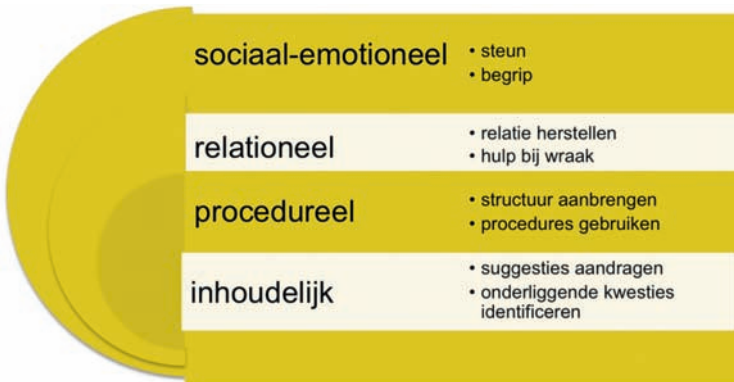 sociaal-emotioneel
• steun
• begrip
relationeel
• relatie herstellen
• hulp bij wraak
procedureel
• structuur aanbrengen
• procedures gebruiken
inhoudelijk
• suggesties aandragen
• onderliggende kwesties
identificeren